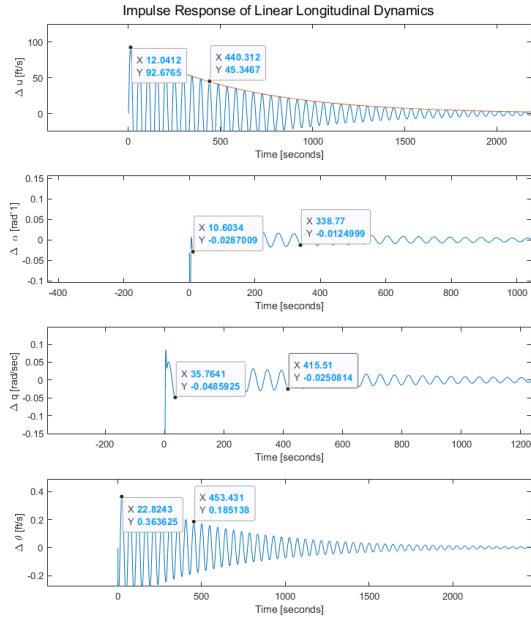 Impulse Response of Linear Longitudinal Dynamics
Δ u [ft/s]
100
50
0
X 12.0412
Y 92.6765
X 440.312
Y 45.3467
0 500 1000 1500 2000
Time [seconds]
Δ α [rad^1]
0.15
0.1
0.05
0
-0.05
-0.1
X 10.6034
Y -0.0287009
X 338.77
Y -0.0124999
-400 -200 0 200 400 600 800 1000
Time [seconds]
Δ q [rad/sec]
0.1
0.05
0
-0.05
-0.1
-0.15
X 35.7641
Y -0.0485925
X 415.51
Y -0.0250814
-200 0 200 400 600 800 1000 1200
Time [seconds]
Δ θ [ft/s]
0.4
0.2
0
-0.2
X 22.8243
Y 0.363625
X 453.431
Y 0.185138
0 500 1000 1500 2000
Time [seconds]